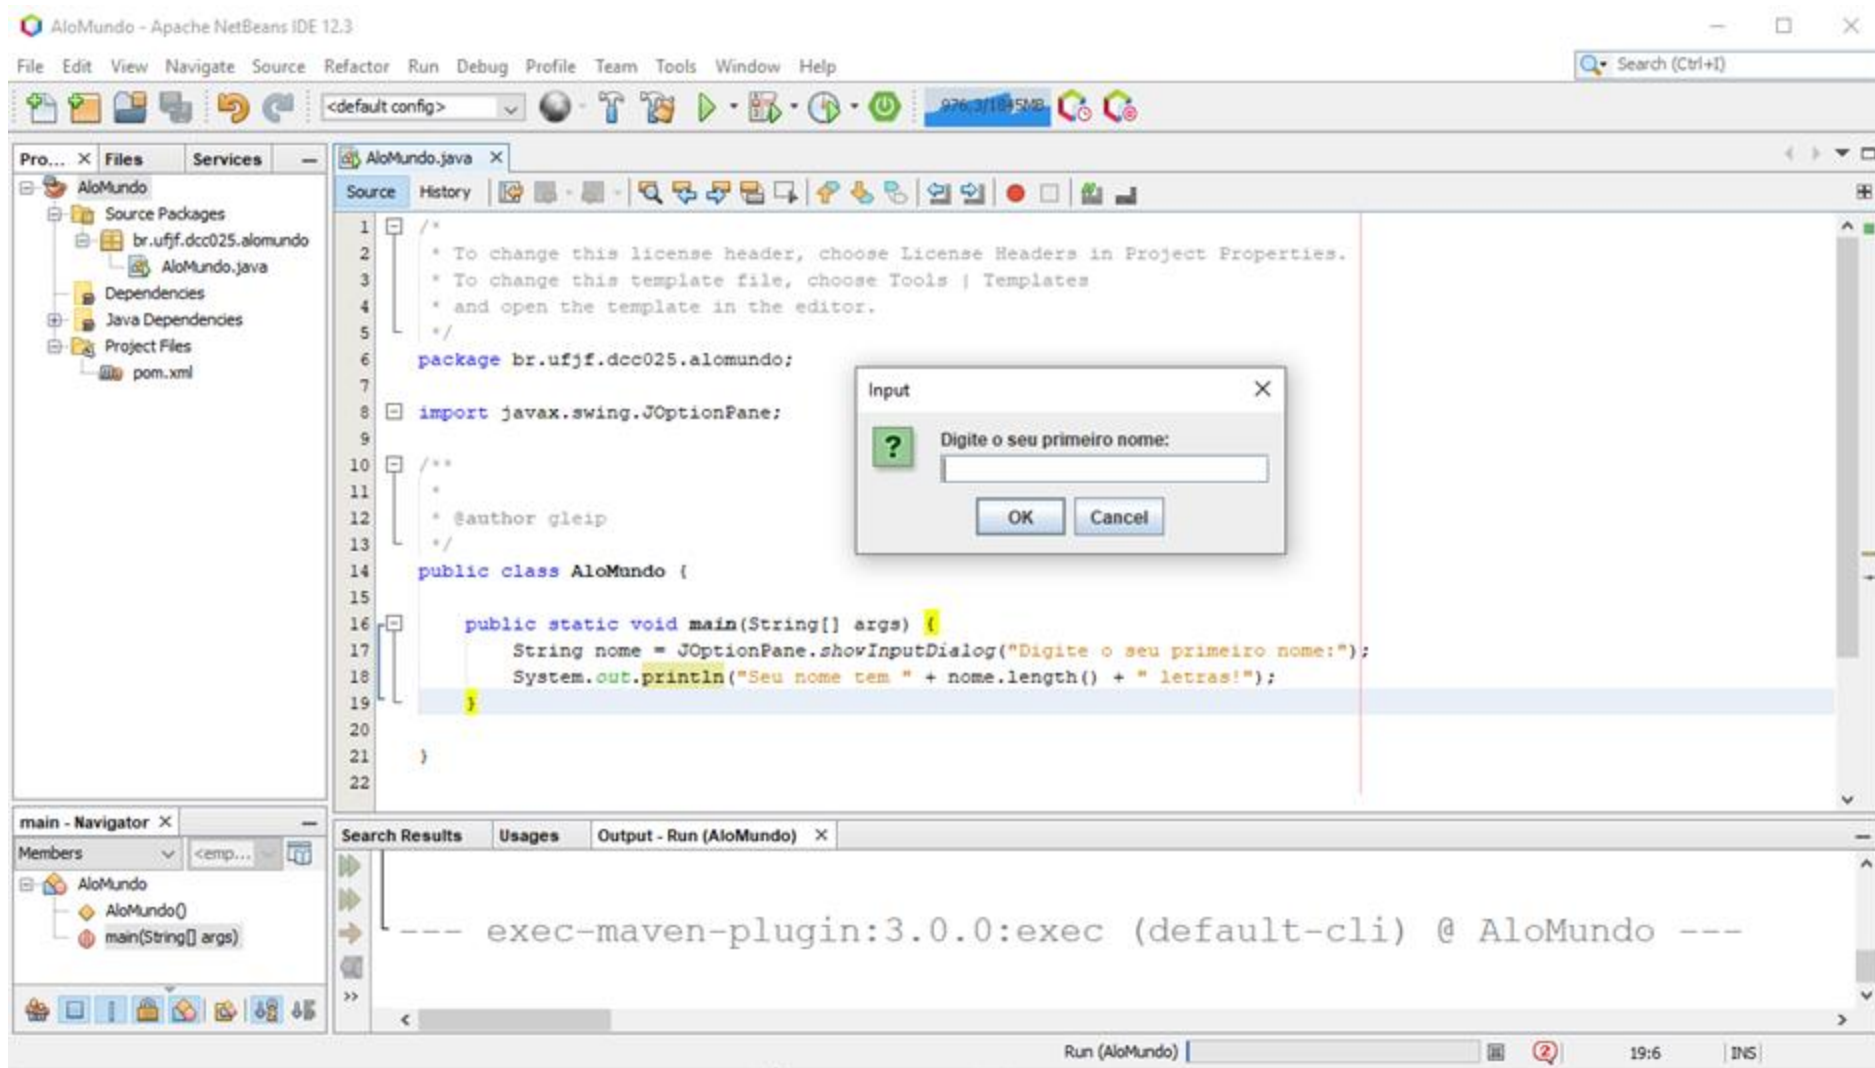 AloMundo - Apache NetBeans IDE 12.3
File Edit View Navigate Source Refactor Run Debug Profile Team Tools Window Help
Search (Ctrl+I)
<default config>
976,3/1845MB
Pro... Files Services
AloMundo
Source Packages
br.ufjf.dcc025.alomundo
AloMundo.java
Dependencies
Java Dependencies
Project Files
pom.xml
AloMundo.java
Source History
1 /*
2 * To change this license header, choose License Headers in Project Properties.
3 * To change this template file, choose Tools | Templates
4 * and open the template in the editor.
5 */
6 package br.ufjf.dcc025.alomundo;
7
8 import javax.swing.JOptionPane;
9
10 /**
11 *
12 * @author gleip
13 */
14 public class AloMundo {
15
16 public static void main(String[] args) {
17 String nome = JOptionPane.showInputDialog("Digite o seu primeiro nome:");
18 System.out.println("Seu nome tem " + nome.length() + " letras!");
19 }
20
21 }
22
Input
?
Digite o seu primeiro nome:
OK Cancel
main - Navigator
Members <emp...
AloMundo
AloMundo()
main(String[] args)
Search Results Usages Output - Run (AloMundo)
--- exec-maven-plugin:3.0.0:exec (default-cli) @ AloMundo ---
Run (AloMundo) 2 19:6 INS